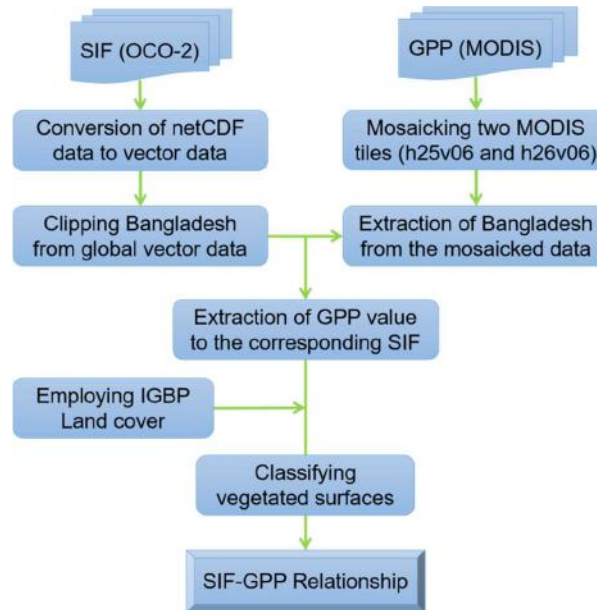 SIF (OCO-2)
GPP (MODIS)
Conversion of netCDF
data to vector data
Mosaicking two MODIS
tiles (h25v06 and h26v06)
Clipping Bangladesh
from global vector data
Extraction of Bangladesh
from the mosaicked data
Extraction of GPP value
to the corresponding SIF
Employing IGBP
Land cover
Classifying
vegetated surfaces
SIF-GPP Relationship